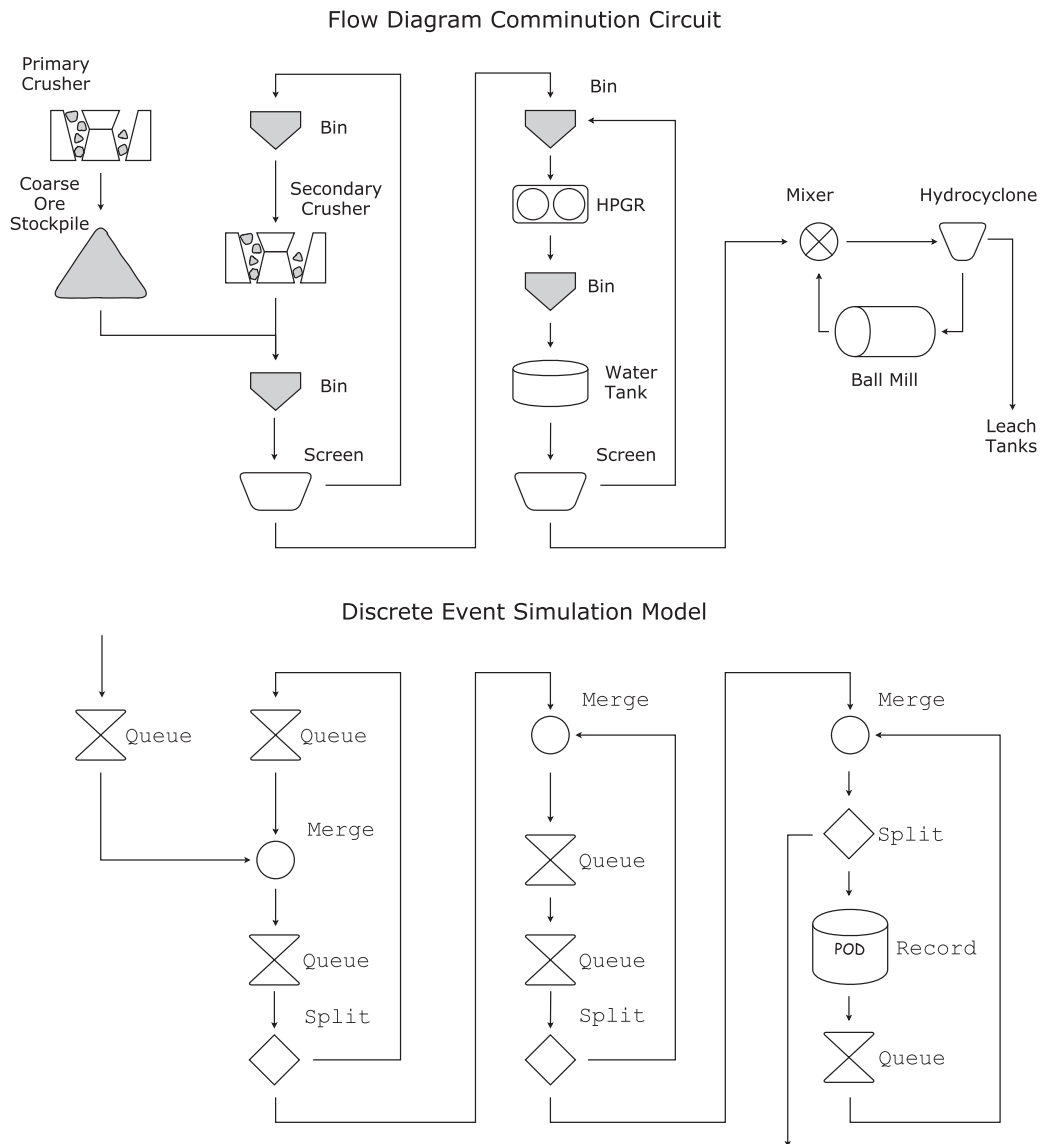 Flow Diagram Comminution Circuit
Primary
Crusher
Coarse
Ore
Stockpile
Bin
Secondary
Crusher
Bin
Screen
Bin
HPGR
Bin
Water
Tank
Screen
Mixer
Hydrocyclone
Ball Mill
Leach
Tanks
Discrete Event Simulation Model
Queue
Queue
Merge
Queue
Split
Merge
Queue
Queue
Split
Merge
Split
POD
Record
Queue